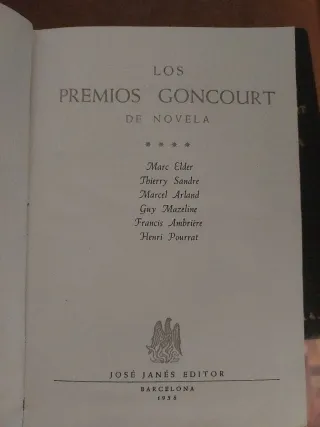 LOS
PREMIOS GONCOURT
DE NOVELA
Marc Elder
Thierry Sandre
Marcel Arland
Guy Mazeline
Francis Ambrière
Henri Pourrat
JOSÉ JANÉS EDITOR
BARCELONA